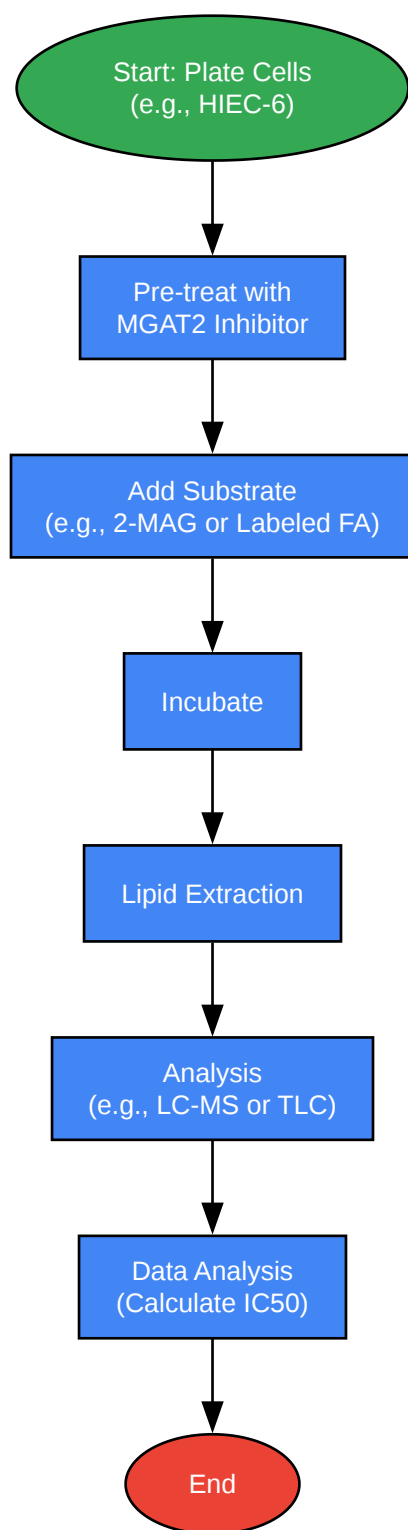 Start: Plate Cells
(e.g., HIEC-6)
Pre-treat with
MGAT2 Inhibitor
Add Substrate
(e.g., 2-MAG or Labeled FA)
Incubate
Lipid Extraction
Analysis
(e.g., LC-MS or TLC)
Data Analysis
(Calculate IC50)
End